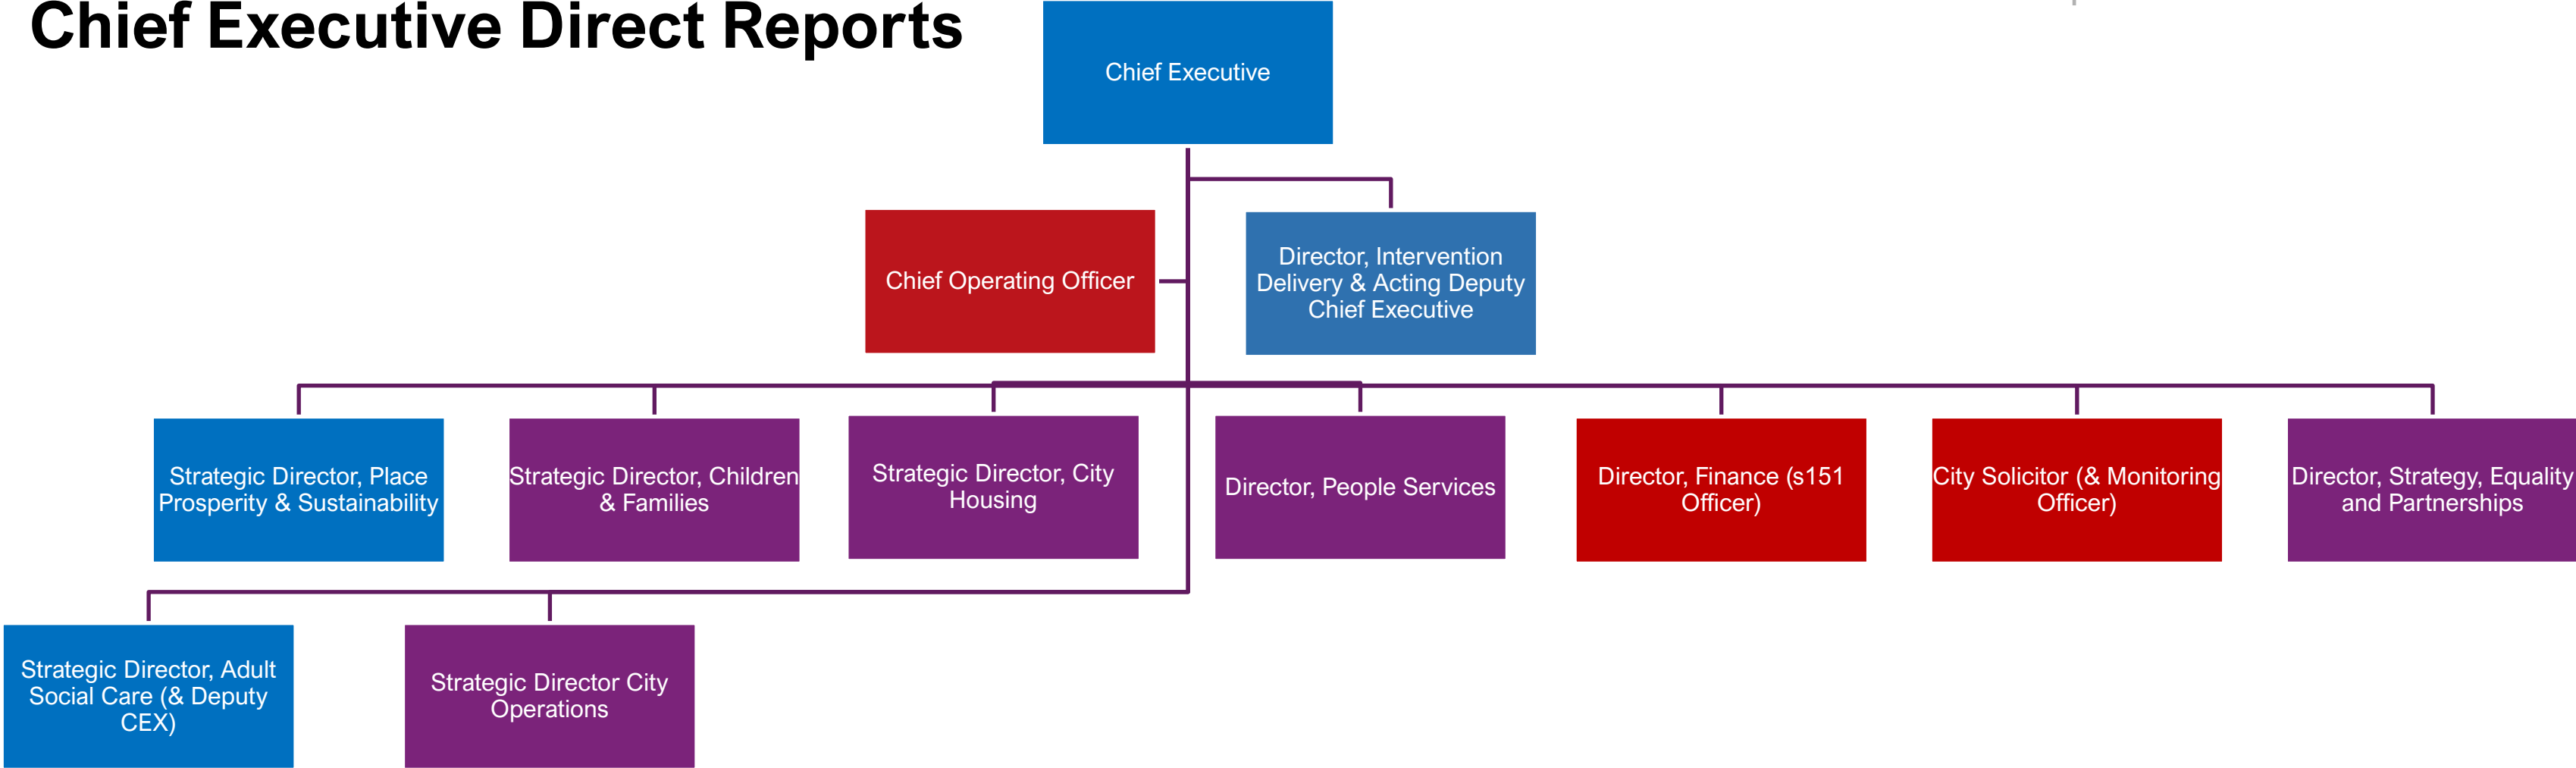 Chief Executive Direct Reports
Chief Executive
Chief Operating Officer
Director, Intervention
Delivery & Acting Deputy
Chief Executive
Strategic Director, Place
Prosperity & Sustainability
Strategic Director, Children
& Families
Strategic Director, City
Housing
Director, People Services
Director, Finance (s151
Officer)
City Solicitor (& Monitoring
Officer)
Director, Strategy, Equality
and Partnerships
Strategic Director, Adult
Social Care (& Deputy
CEX)
Strategic Director City
Operations